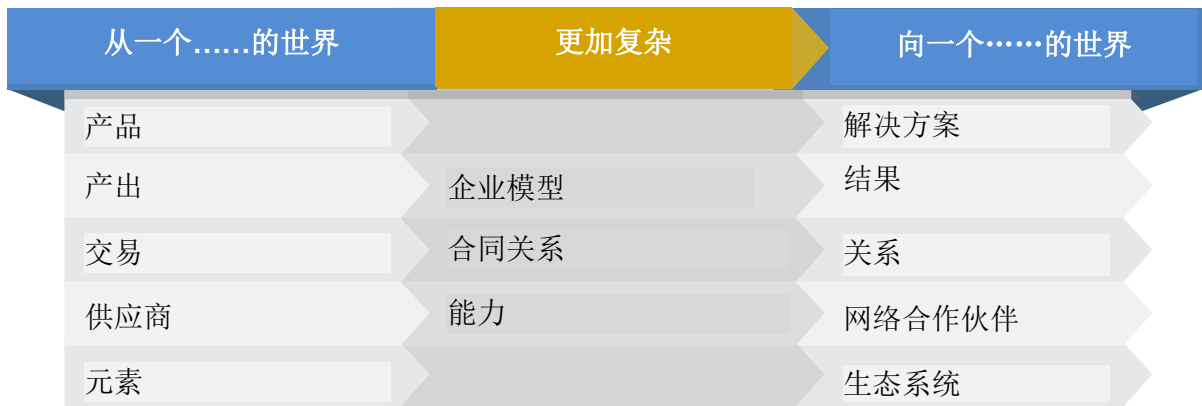 从一个……的世界 更加复杂 向一个……的世界
产品 解决方案
产出 企业模型 结果
交易 合同关系 关系
供应商 能力 网络合作伙伴
元素 生态系统